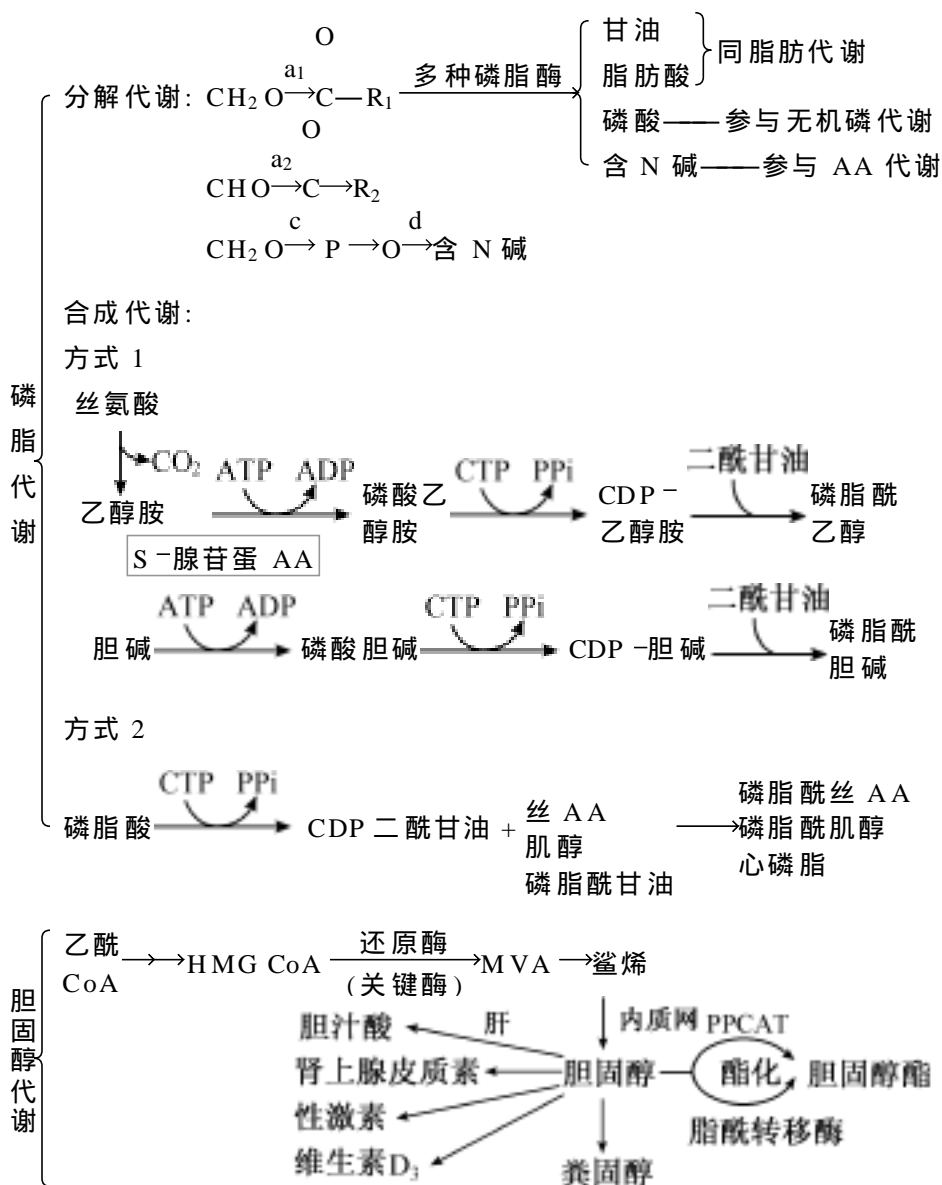 磷脂代谢
分解代谢:
O
CH₂ O →a₁ C—R₁ 多种磷脂酶
O
CHO →a₂ C→R₂
CH₂ O →c P →O →d 含 N 碱
甘油
脂肪酸
同脂肪代谢
磷酸——参与无机磷代谢
含 N 碱——参与 AA 代谢
合成代谢:
方式 1
丝氨酸
CO₂
乙醇胺 ATP ADP 磷酸乙醇胺 CTP PPi CDP-乙醇胺 二酰甘油 磷脂酰乙醇
S-腺苷蛋 AA
胆碱 ATP ADP 磷酸胆碱 CTP PPi CDP-胆碱 二酰甘油 磷脂酰胆碱
方式 2
磷脂酸 CTP PPi CDP 二酰甘油 +
丝 AA
肌醇
磷脂酰甘油
磷脂酰丝 AA
磷脂酰肌醇
心磷脂
胆固醇代谢
乙酰CoA →→HMG CoA 还原酶 (关键酶) MVA →鲨烯
内质网
胆汁酸 肝
肾上腺皮质素
性激素
维生素D₃
胆固醇
粪固醇
PPCAT
酯化
脂酰转移酶
胆固醇酯